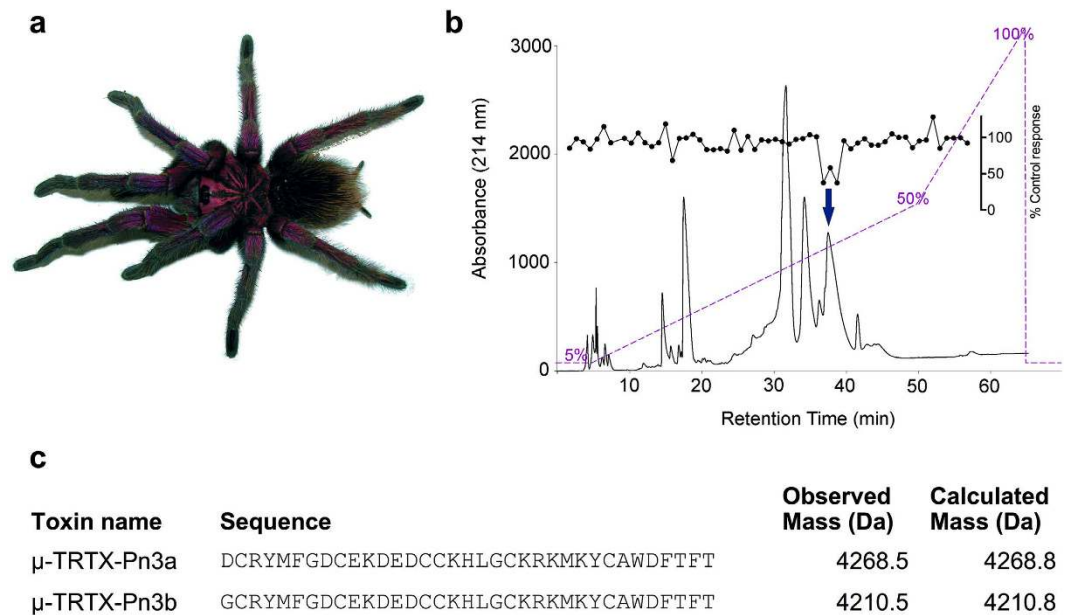 a
b
3000
2000
1000
0
Absorbance (214 nm)
5%
50%
100%
100
50
0
% Control response
10 20 30 40 50 60
Retention Time (min)
c
Toxin name Sequence Observed Mass (Da) Calculated Mass (Da)
μ-TRTX-Pn3a DCRYMFGDCEKDEDCCKHLGCKRKMKYCAWDFTFT 4268.5 4268.8
μ-TRTX-Pn3b GCRYMFGDCEKDEDCCKHLGCKRKMKYCAWDFTFT 4210.5 4210.8